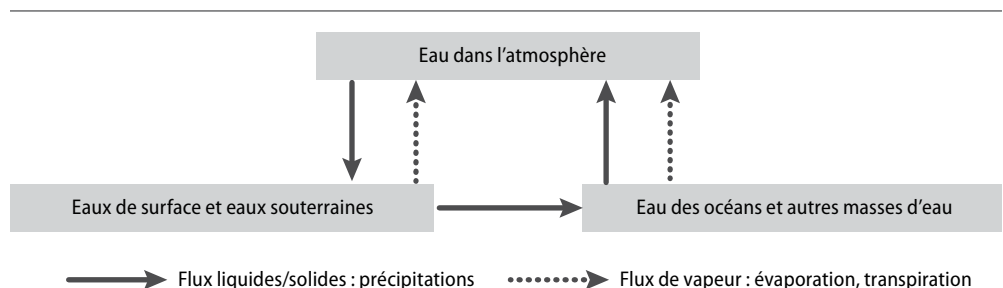 Eau dans l'atmosphère
Eaux de surface et eaux souterraines
Eau des océans et autres masses d'eau
Flux liquides/solides : précipitations
Flux de vapeur : évaporation, transpiration